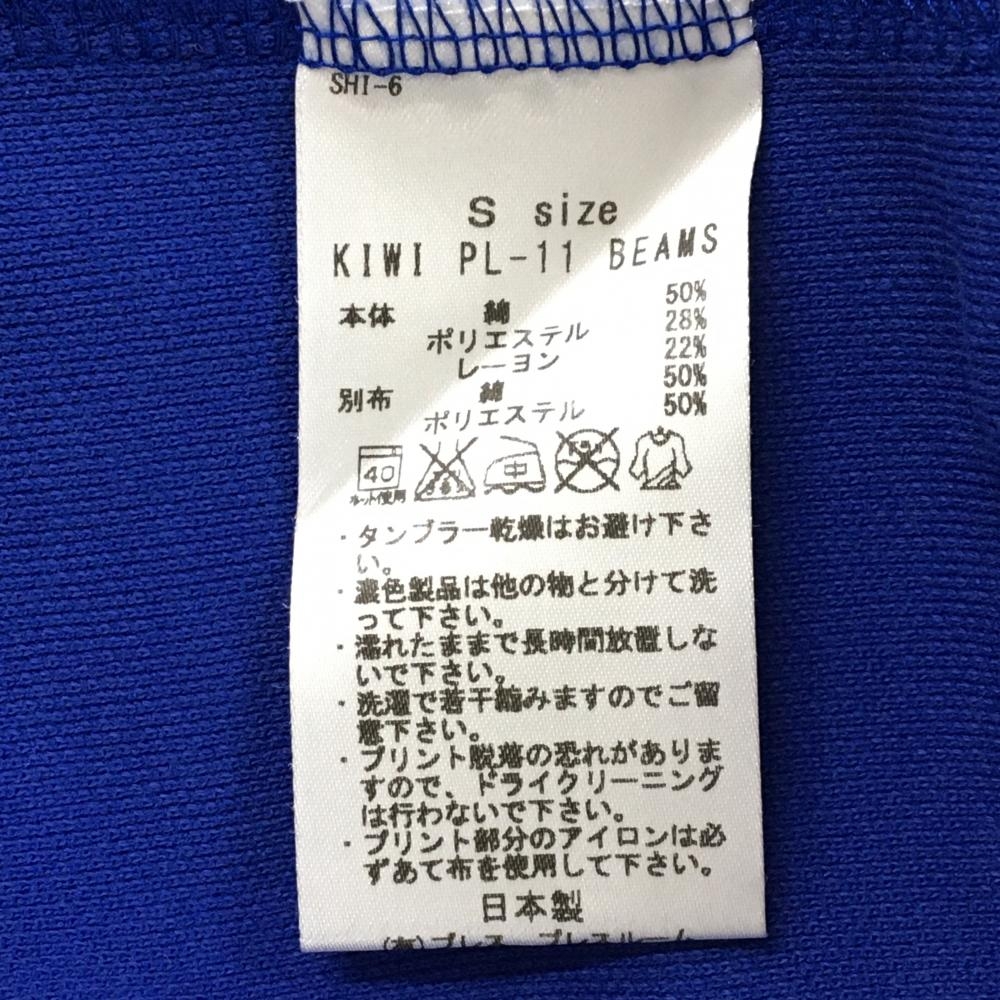 SHI-6
S size
KIWI PL-11 BEAMS
本体 綿 50%
ポリエステル 28%
レーヨン 22%
別布 綿 50%
ポリエステル 50%
40 中
ネット使用
・タンブラー乾燥はお避け下さ
い。
・濃色製品は他の物と分けて洗
って下さい。
・濡れたままで長時間放置しな
いで下さい。
・洗濯で若干縮みますのでご留
意下さい。
・プリント脱落の恐れがありま
すので、ドライクリーニング
は行わないで下さい。
・プリント部分のアイロンは必
ずあて布を使用して下さい。
日本製